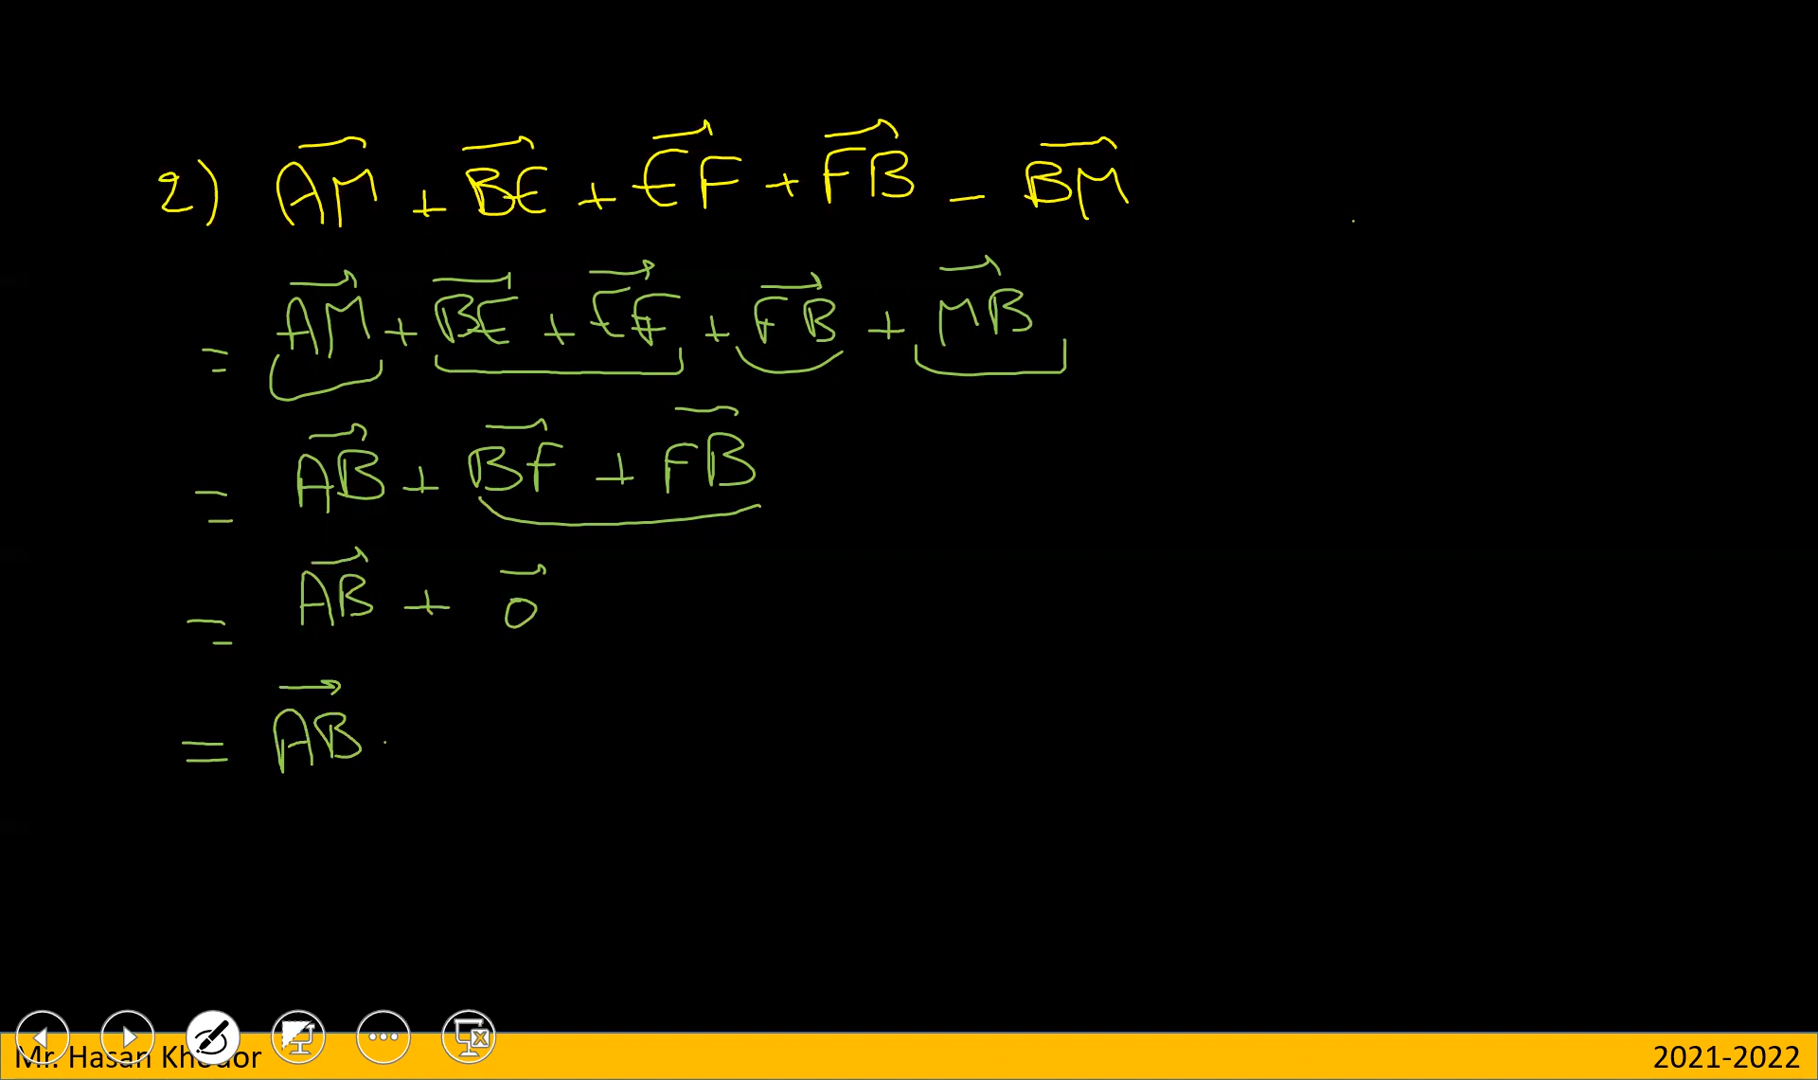 2) AM + BE + EF + FB - BM
= AM + BE + EF + FB + MB
= AB + BF + FB
= AB + 0
= AB.
Mr. Hasan Khodor
2021-2022